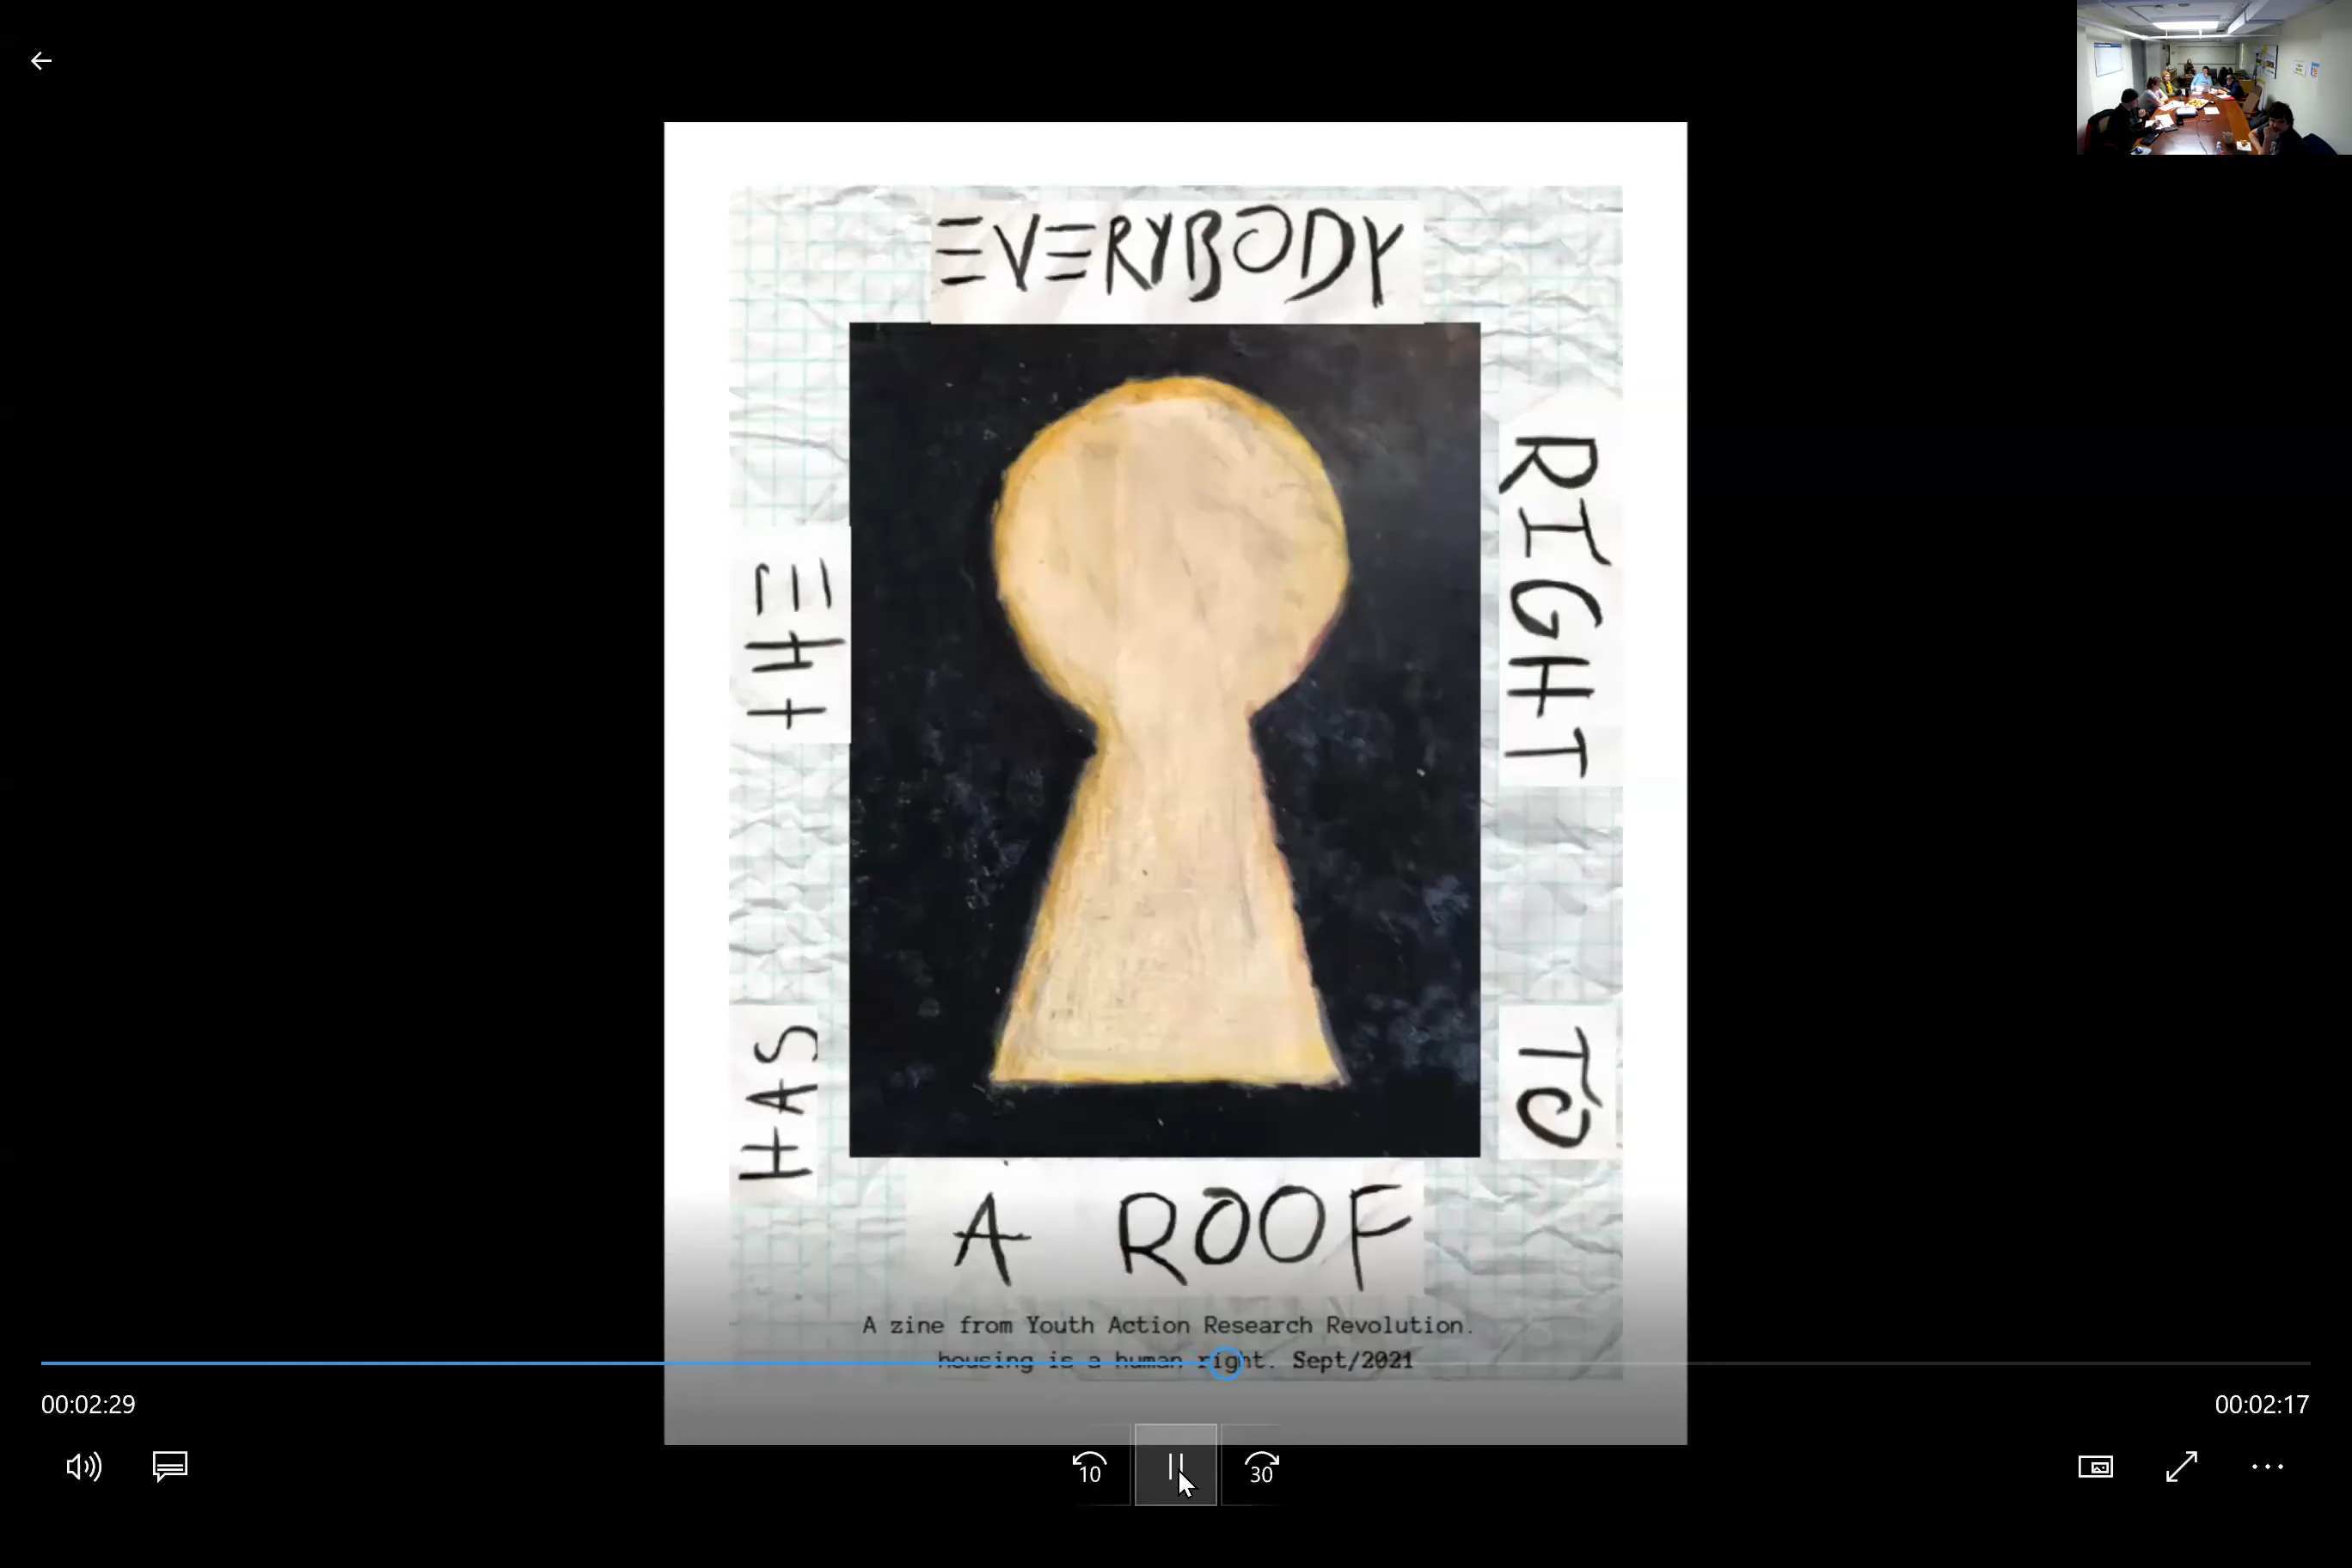 EVERYBODY
HAS
THE
RIGHT
TO
A ROOF
A zine from Youth Action Research Revolution.
housing is a human right. Sept/2021
00:02:29
00:02:17
10
30